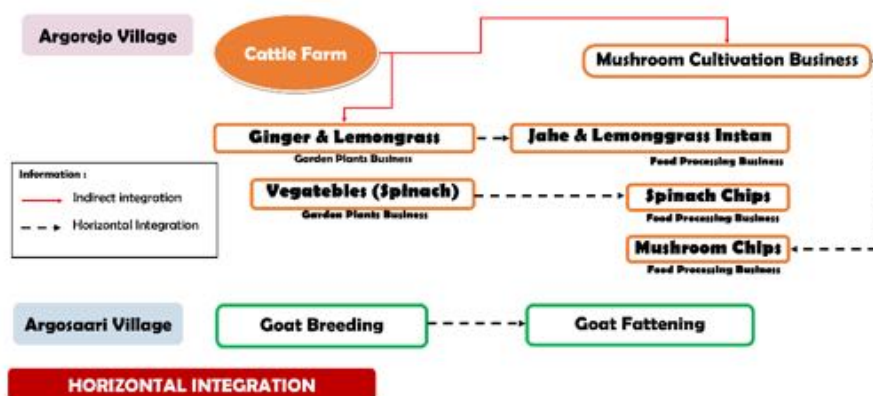 Argorejo Village
Cattle Farm
Mushroom Cultivation Business
Ginger & Lemongrass
Garden Plants Business
Jahe & Lemonggrass Instan
Food Processing Business
Information :
Indirect integration
Horizontal Integration
Vegatebles (Spinach)
Garden Plants Business
Spinach Chips
Food Processing Business
Mushroom Chips
Food Processing Business
Argosaari Village
Goat Breeding
Goat Fattening
HORIZONTAL INTEGRATION